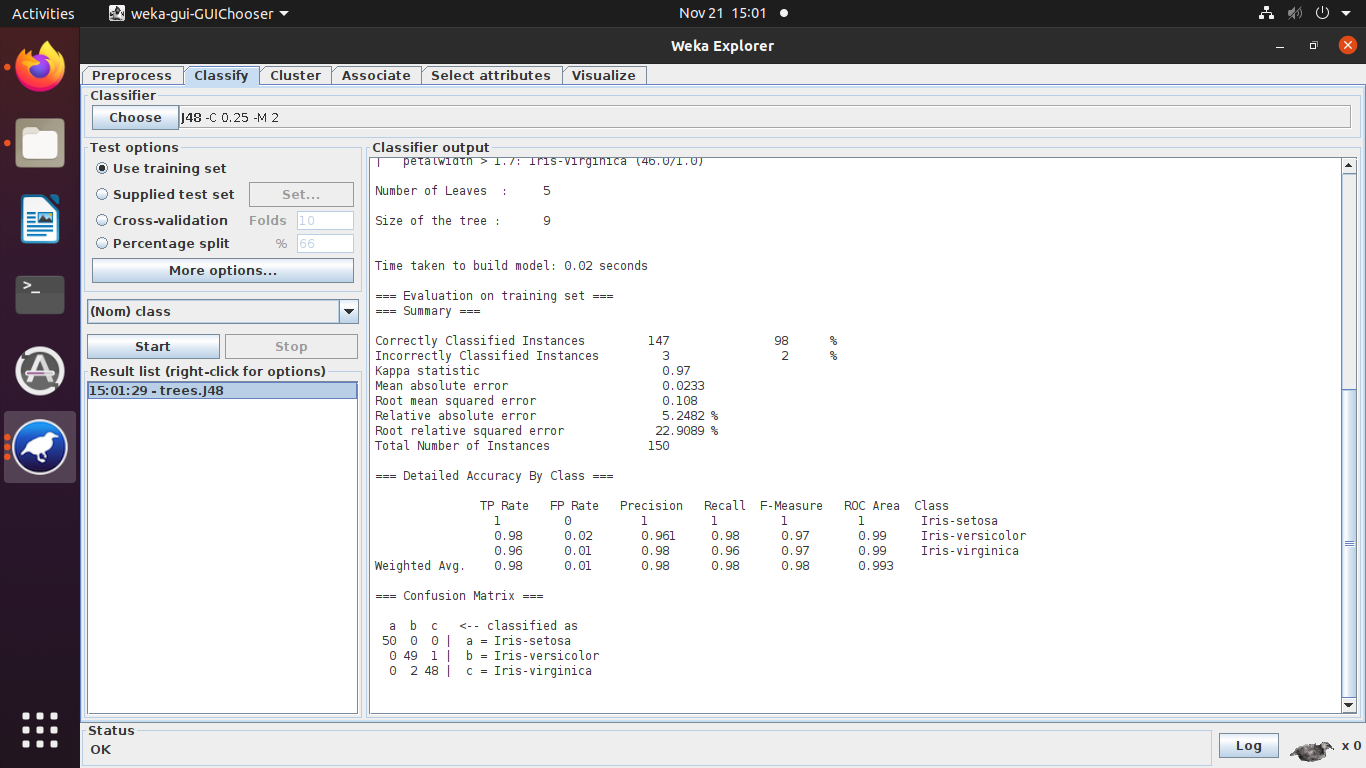 Activities weka-gui-GUIChooser Nov 21 15:01
Weka Explorer
Preprocess Classify Cluster Associate Select attributes Visualize
Classifier
Choose J48 -C 0.25 -M 2
Test options
Use training set
Supplied test set Set...
Cross-validation Folds 10
Percentage split % 66
More options...
(Nom) class
Start Stop
Result list (right-click for options)
15:01:29 - trees.J48
Classifier output
| petalwidth > 1.7: Iris-virginica (46.0/1.0)
Number of Leaves : 5
Size of the tree : 9
Time taken to build model: 0.02 seconds
=== Evaluation on training set ===
=== Summary ===
Correctly Classified Instances 147 98 %
Incorrectly Classified Instances 3 2 %
Kappa statistic 0.97
Mean absolute error 0.0233
Root mean squared error 0.108
Relative absolute error 5.2482 %
Root relative squared error 22.9089 %
Total Number of Instances 150
=== Detailed Accuracy By Class ===
TP Rate FP Rate Precision Recall F-Measure ROC Area Class
1 0 1 1 1 1 Iris-setosa
0.98 0.02 0.961 0.98 0.97 0.99 Iris-versicolor
0.96 0.01 0.98 0.96 0.97 0.99 Iris-virginica
Weighted Avg. 0.98 0.01 0.98 0.98 0.98 0.993
=== Confusion Matrix ===
a b c <-- classified as
50 0 0 | a = Iris-setosa
0 49 1 | b = Iris-versicolor
0 2 48 | c = Iris-virginica
Status
OK
Log x 0